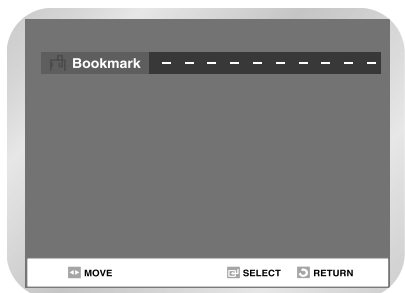 Bookmark – – – – – – – – – –
MOVE SELECT RETURN